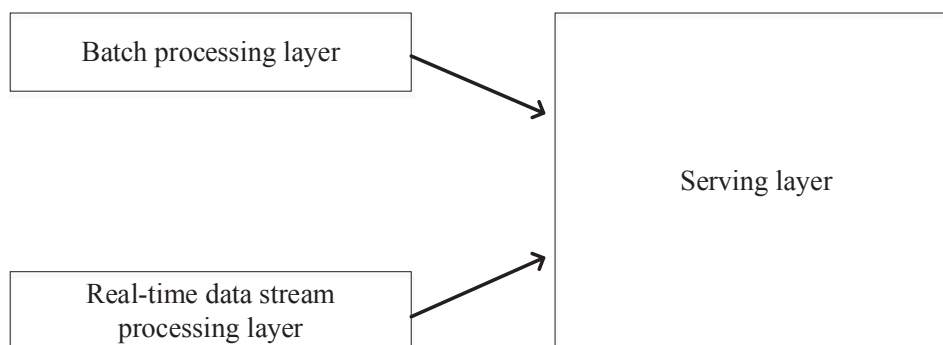 Batch processing layer
Serving layer
Real-time data stream
processing layer